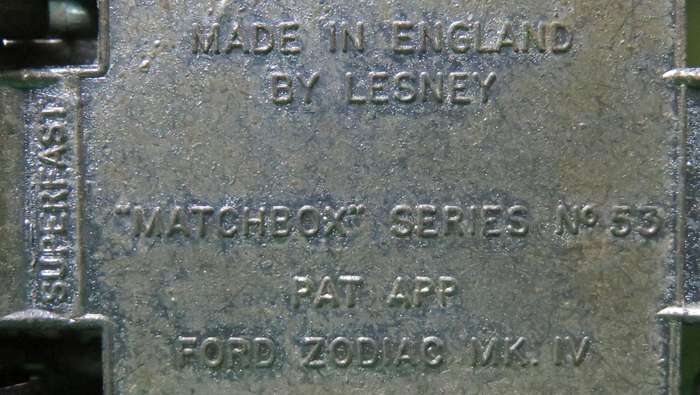 MADE IN ENGLAND
BY LESNEY
SUPERFAST
"MATCHBOX" SERIES Nº 53
PAT APP
FORD ZODIAC MK. IV